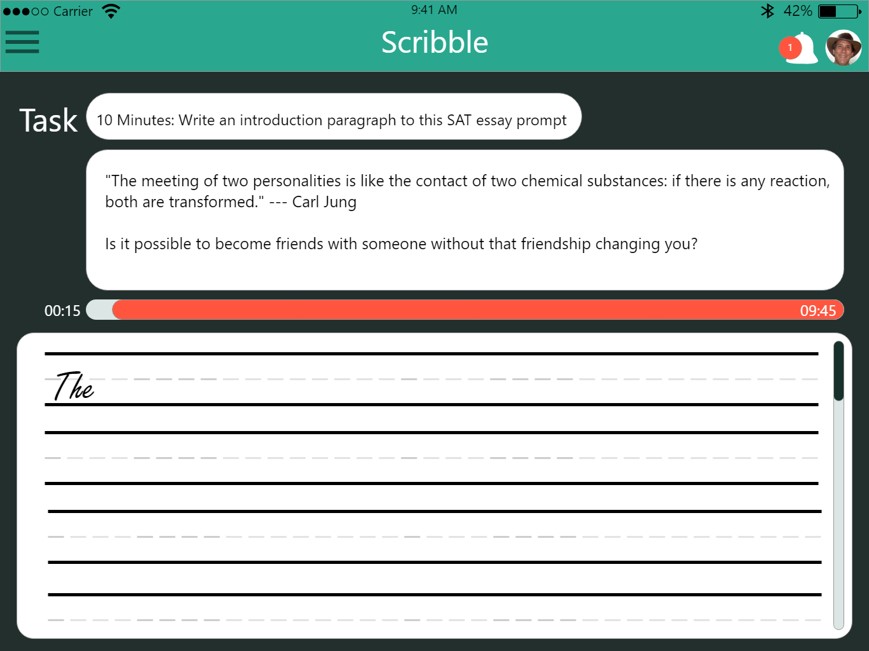 Carrier 9:41 AM 42%
Scribble
1
Task
10 Minutes: Write an introduction paragraph to this SAT essay prompt
"The meeting of two personalities is like the contact of two chemical substances: if there is any reaction,
both are transformed." --- Carl Jung
Is it possible to become friends with someone without that friendship changing you?
00:15 09:45
The